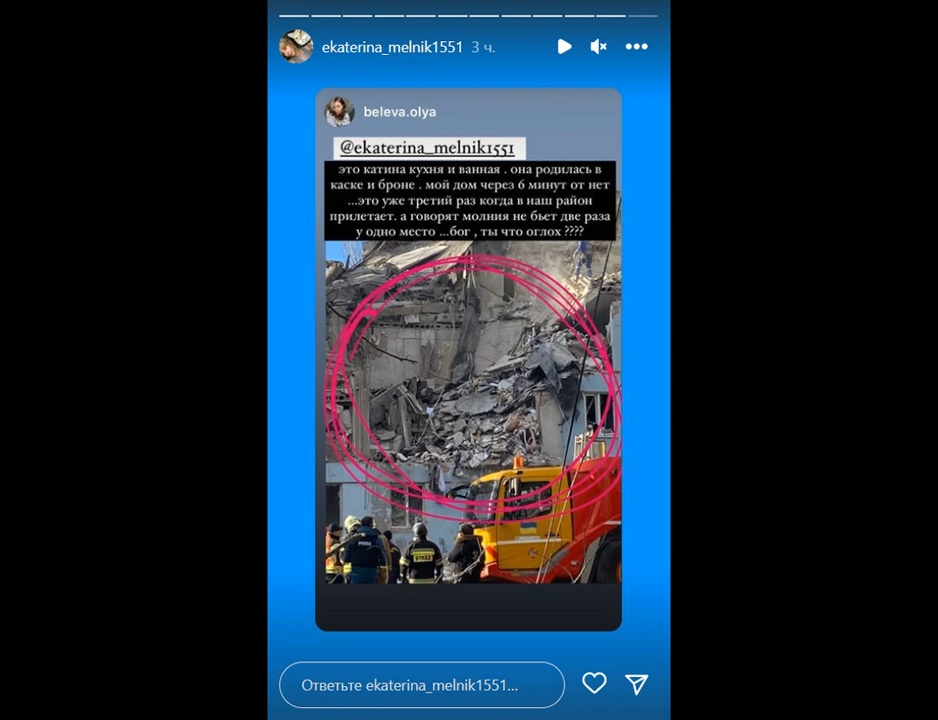 ekaterina_melnik1551 3 ч.
beleva.olya
@ekaterina_melnik1551
это катина кухня и ванная . она родилась в
каске и броне . мой дом через 6 минут от нет
...это уже третий раз когда в наш район
прилетает. а говорят молния не бьет две раза
у одно место ...бог , ты что оглох ????
STRAŻ
Ответьте ekaterina_melnik1551...